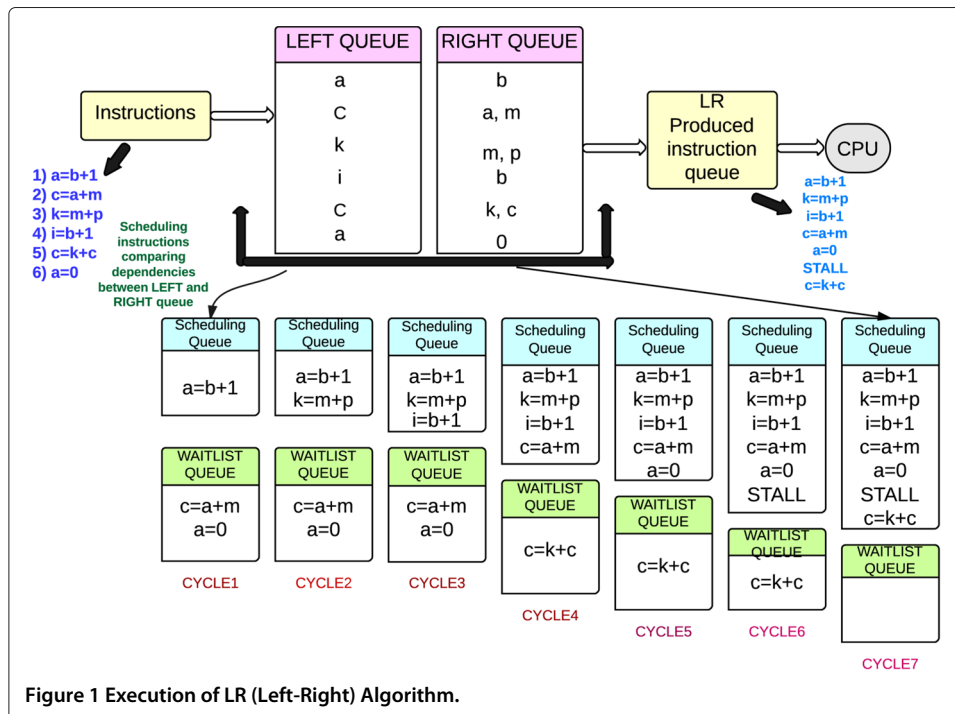 LEFT QUEUE
a
C
k
i
C
a
RIGHT QUEUE
b
a, m
m, p
b
k, c
0
Instructions
LR
Produced
instruction
queue
CPU
1) a=b+1
2) c=a+m
3) k=m+p
4) i=b+1
5) c=k+c
6) a=0
Scheduling
instructions
comparing
dependencies
between LEFT and
RIGHT queue
a=b+1
k=m+p
i=b+1
c=a+m
a=0
STALL
c=k+c
Scheduling
Queue
a=b+1
WAITLIST
QUEUE
c=a+m
a=0
CYCLE1
Scheduling
Queue
a=b+1
k=m+p
WAITLIST
QUEUE
c=a+m
a=0
CYCLE2
Scheduling
Queue
a=b+1
k=m+p
i=b+1
WAITLIST
QUEUE
c=a+m
a=0
CYCLE3
Scheduling
Queue
a=b+1
k=m+p
i=b+1
c=a+m
WAITLIST
QUEUE
c=k+c
CYCLE4
Scheduling
Queue
a=b+1
k=m+p
i=b+1
c=a+m
a=0
WAITLIST
QUEUE
c=k+c
CYCLE5
Scheduling
Queue
a=b+1
k=m+p
i=b+1
c=a+m
a=0
STALL
WAITLIST
QUEUE
c=k+c
CYCLE6
Scheduling
Queue
a=b+1
k=m+p
i=b+1
c=a+m
a=0
STALL
c=k+c
WAITLIST
QUEUE
CYCLE7
Figure 1 Execution of LR (Left-Right) Algorithm.